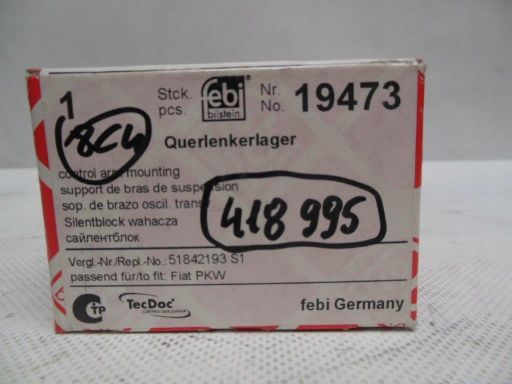 1 Stck. pcs. febi bilstein Nr. No. 19473
Querlenkerlager
control arm mounting
support de bras de suspension
sop. de brazo oscil. transv.
Silentblock wahacza
сайлентблок
418 995
Vergl.-Nr/Repl.-No.: 51842193 S1
passend für/to fit: Fiat PKW
TP TecDoc febi Germany